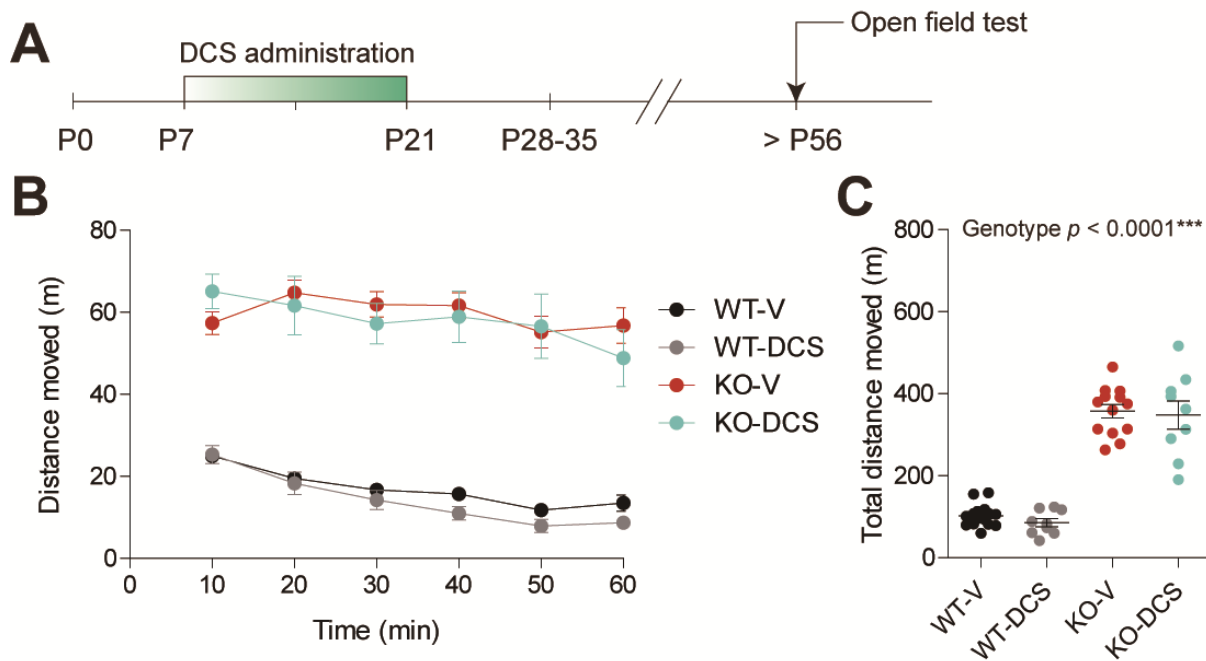 A
DCS administration
Open field test
P0
P7
P21
P28-35
> P56
B
Distance moved (m)
80
60
40
20
0
0
10
20
30
40
50
60
Time (min)
WT-V
WT-DCS
KO-V
KO-DCS
C
Genotype p < 0.0001***
Total distance moved (m)
800
600
400
200
0
WT-V
WT-DCS
KO-V
KO-DCS